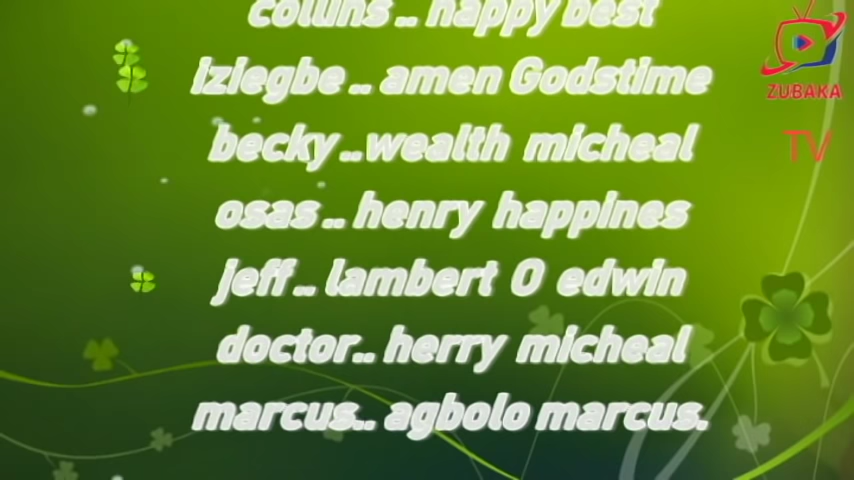 collins .. happy best
iziegbe .. amen Godstime
becky .. wealth micheal
osas .. henry happines
jeff .. lambert O edwin
doctor.. herry micheal
marcus.. agbolo marcus.
ZUBAKA
TV